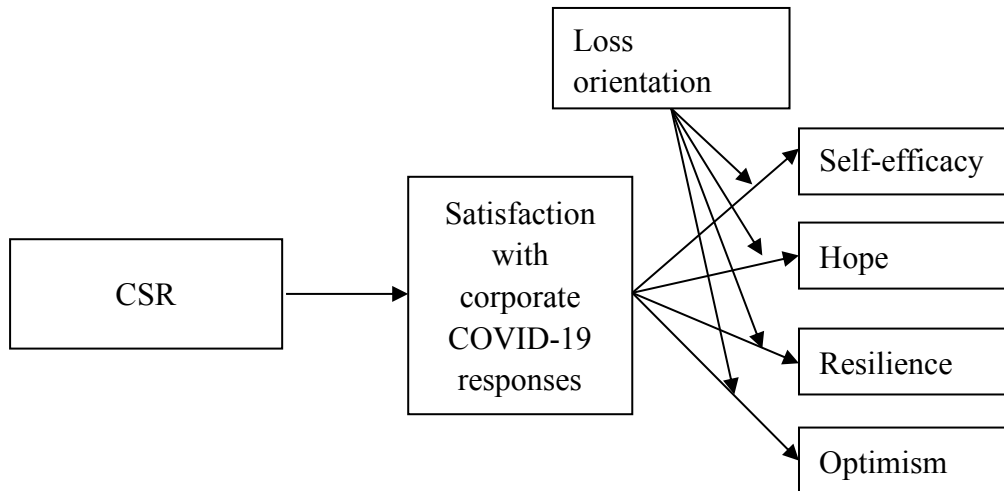 Loss
orientation
Self-efficacy
Satisfaction
with
corporate
COVID-19
responses
CSR
Hope
Resilience
Optimism